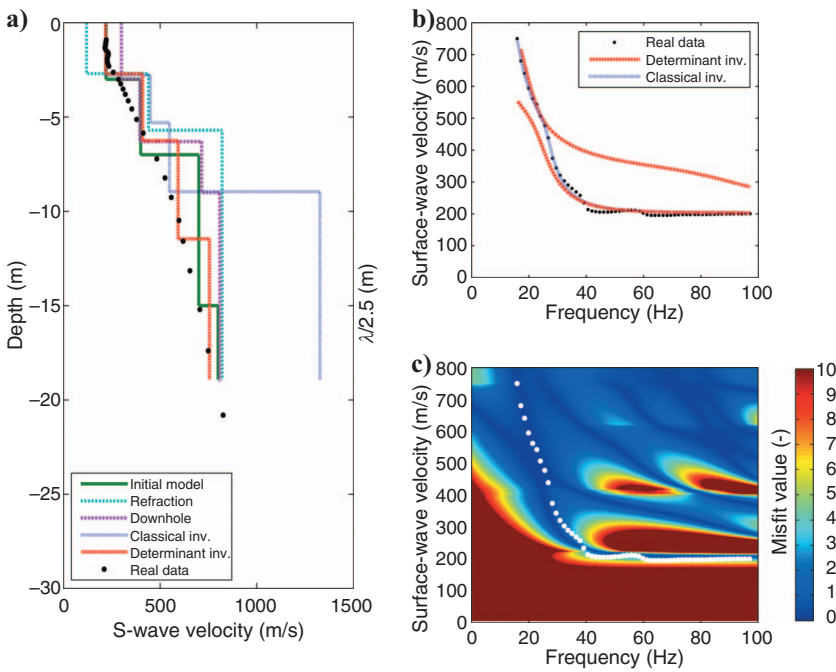 a)
0
−5
−10
−15
−20
−25
−30
Depth (m)
λ/2.5 (m)
Initial model
Refraction
Downhole
Classical inv.
Determinant inv.
Real data
0
500
1000
1500
S-wave velocity (m/s)
b)
800
700
600
500
400
300
200
100
0
Surface-wave velocity (m/s)
Real data
Determinant inv.
Classical inv.
0
20
40
60
80
100
Frequency (Hz)
c)
800
700
600
500
400
300
200
100
0
Surface-wave velocity (m/s)
0
20
40
60
80
100
Frequency (Hz)
Misfit value (-)
10
9
8
7
6
5
4
3
2
1
0